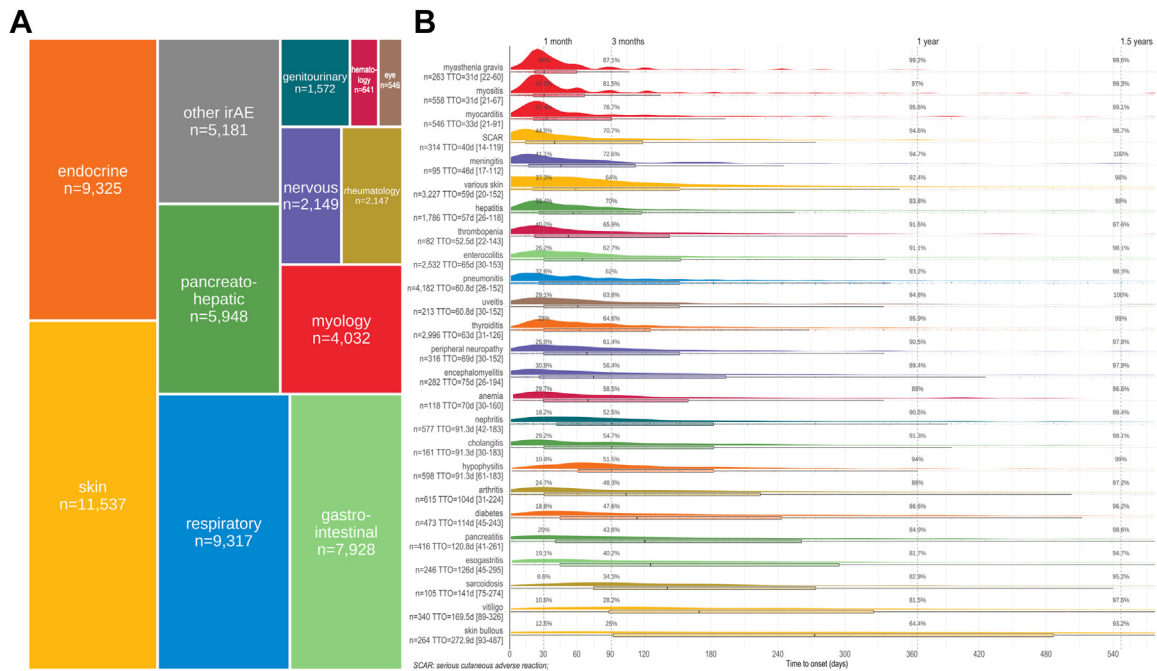 A
endocrine
n=9,325
other irAE
n=5,181
genitourinary
n=1,572
hemato-
logy
n=641
eye
n=546
nervous
n=2,149
rheumatology
n=2,147
pancreato-
hepatic
n=5,948
myology
n=4,032
skin
n=11,537
respiratory
n=9,317
gastro-
intestinal
n=7,928
B
1 month 3 months 1 year 1.5 years
myasthenia gravis 87.1% 99.2% 99.6%
n=263 TTO=31d [22-60]
myositis 81.5% 97% 99.3%
n=558 TTO=31d [21-67]
myocarditis 76.7% 95.6% 99.1%
n=546 TTO=33d [21-91]
SCAR 44.9% 70.7% 94.6% 98.7%
n=314 TTO=40d [14-119]
meningitis 41.1% 72.6% 94.7% 100%
n=95 TTO=46d [17-112]
various skin 37.3% 64% 92.4% 98%
n=3,227 TTO=59d [20-152]
hepatitis 33.4% 70% 93.8% 99%
n=1,786 TTO=57d [26-118]
thrombopenia 40.2% 65.9% 91.5% 97.6%
n=82 TTO=52.5d [22-143]
enterocolitis 26.2% 62.7% 91.1% 98.1%
n=2,532 TTO=65d [30-153]
pneumonitis 32.6% 62% 93.2% 98.3%
n=4,182 TTO=60.8d [26-152]
uveitis 29.1% 63.8% 94.8% 100%
n=213 TTO=60.8d [30-152]
thyroiditis 25% 64.6% 95.9% 99%
n=2,996 TTO=63d [31-126]
peripheral neuropathy 25.9% 61.4% 90.5% 97.8%
n=316 TTO=69d [30-152]
encephalomyelitis 30.9% 56.4% 89.4% 97.9%
n=282 TTO=75d [26-194]
anemia 29.7% 58.5% 89% 96.6%
n=118 TTO=70d [30-160]
nephritis 18.2% 52.5% 90.6% 98.4%
n=577 TTO=91.3d [42-183]
cholangitis 29.2% 54.7% 91.3% 98.1%
n=161 TTO=91.3d [30-183]
hypophysitis 10.9% 51.5% 94% 99%
n=598 TTO=91.3d [61-183]
arthritis 24.7% 48.3% 88% 97.2%
n=615 TTO=104d [31-224]
diabetes 18.6% 47.6% 86.5% 96.2%
n=473 TTO=114d [45-243]
pancreatitis 20% 43.8% 84.9% 98.6%
n=416 TTO=120.8d [41-261]
esogastritis 19.1% 40.2% 81.7% 94.7%
n=246 TTO=126d [45-295]
sarcoidosis 8.6% 34.3% 82.9% 95.2%
n=105 TTO=141d [75-274]
vitiligo 10.6% 28.2% 81.5% 97.6%
n=340 TTO=169.5d [89-326]
skin bullous 12.5% 25% 64.4% 93.2%
n=264 TTO=272.9d [93-487]
0 30 60 90 120 180 240 300 360 420 480 540
SCAR: serious cutaneous adverse reaction;
Time to onset (days)